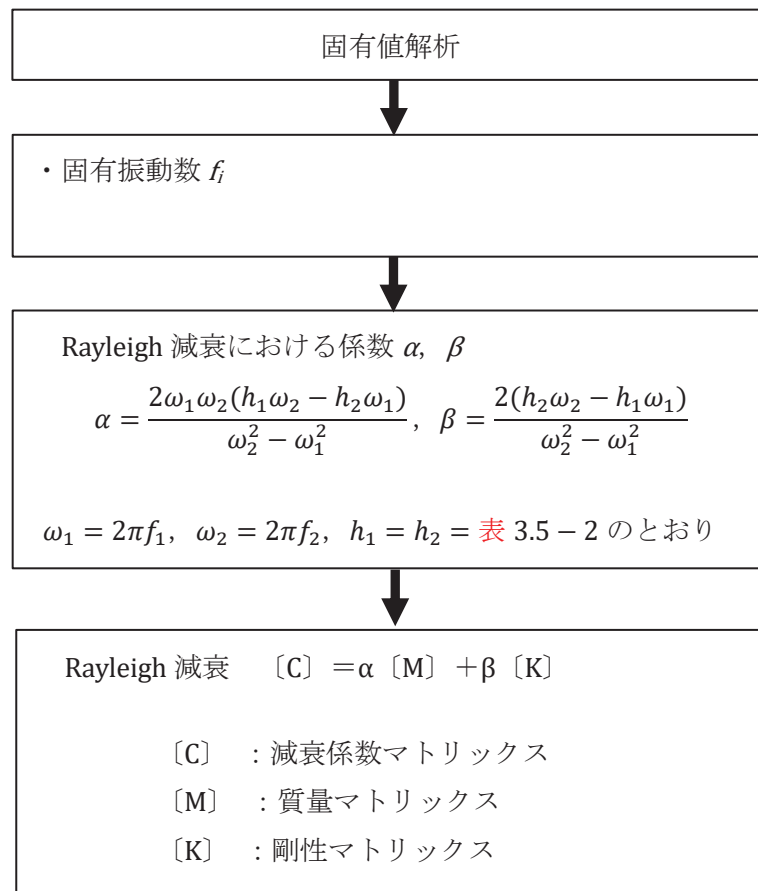 固有値解析
・固有振動数 fᵢ
Rayleigh 減衰における係数 α, β
α = 2ω₁ω₂(h₁ω₂ − h₂ω₁) / (ω₂² − ω₁²), β = 2(h₂ω₂ − h₁ω₁) / (ω₂² − ω₁²)
ω₁ = 2πf₁, ω₂ = 2πf₂, h₁ = h₂ = 表 3.5 − 2 のとおり
Rayleigh 減衰 〔C〕＝α〔M〕＋β〔K〕
〔C〕 ：減衰係数マトリックス
〔M〕 ：質量マトリックス
〔K〕 ：剛性マトリックス